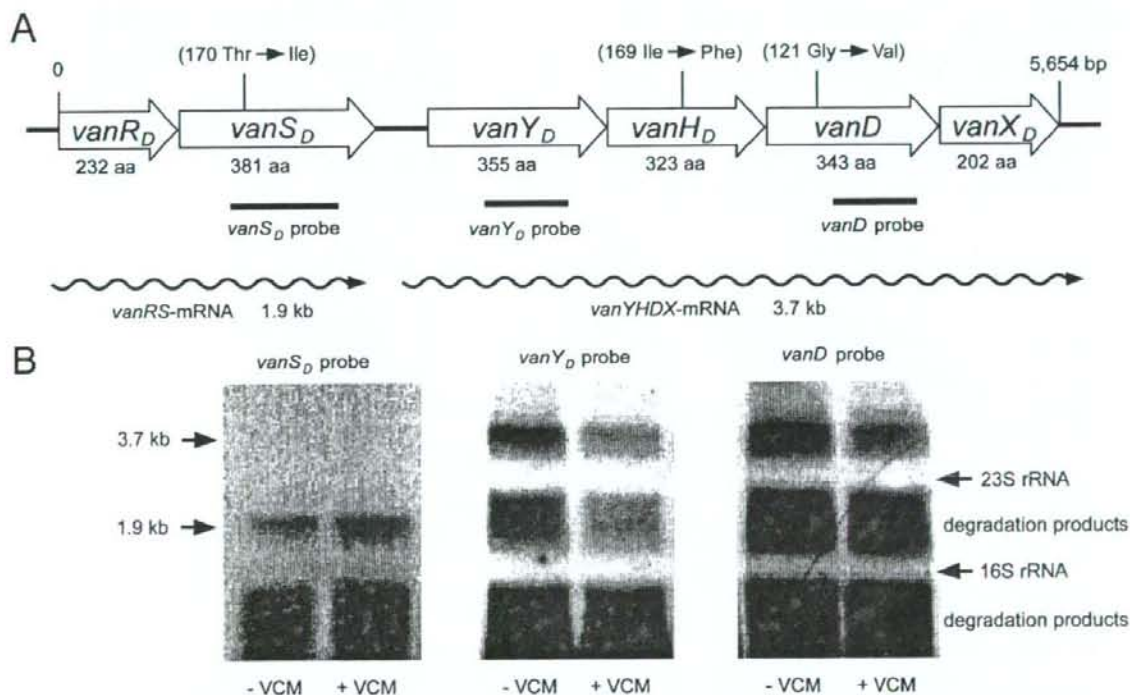 A
(170 Thr → Ile) (169 Ile → Phe) (121 Gly → Val)
0 5,654 bp
vanR_D vanS_D vanY_D vanH_D vanD vanX_D
232 aa 381 aa 355 aa 323 aa 343 aa 202 aa
vanS_D probe vanY_D probe vanD probe
vanRS-mRNA 1.9 kb vanYHDX-mRNA 3.7 kb
B
vanS_D probe vanY_D probe vanD probe
3.7 kb
23S rRNA
1.9 kb
degradation products
16S rRNA
degradation products
- VCM + VCM - VCM + VCM - VCM + VCM